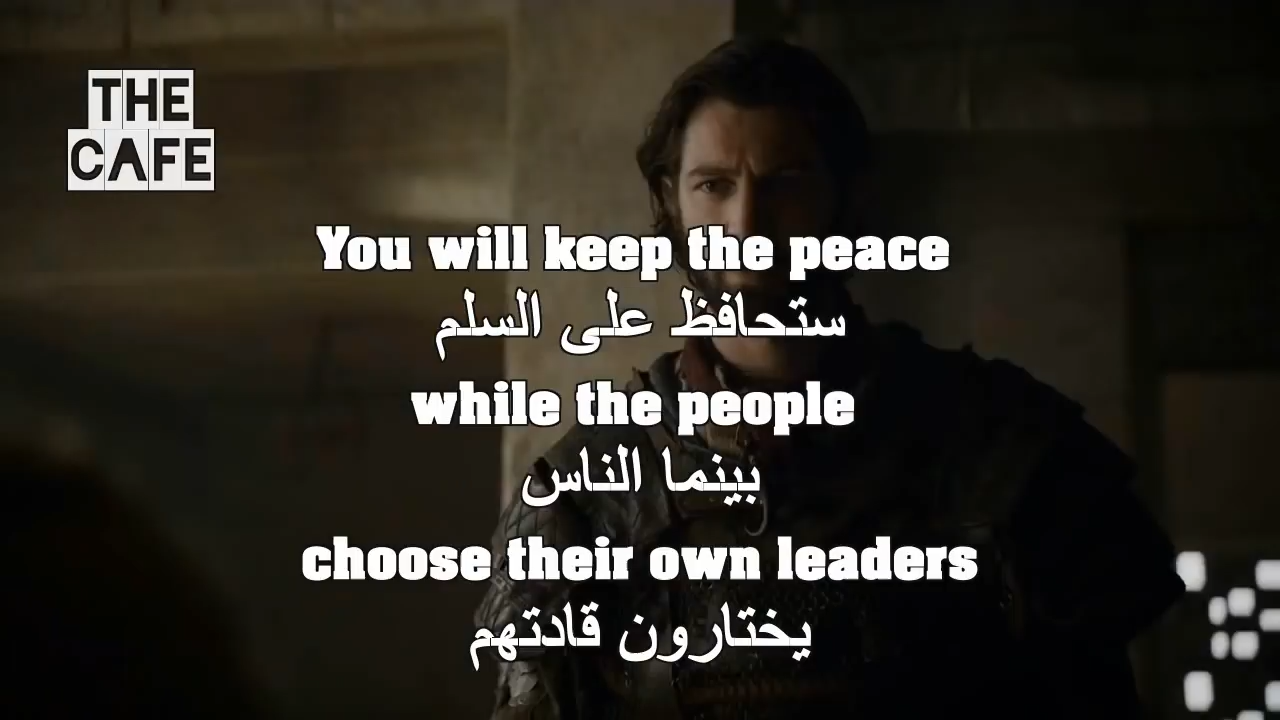 THE
CAFE
You will keep the peace
ستحافظ على السلم
while the people
بينما الناس
choose their own leaders
يختارون قادتهم